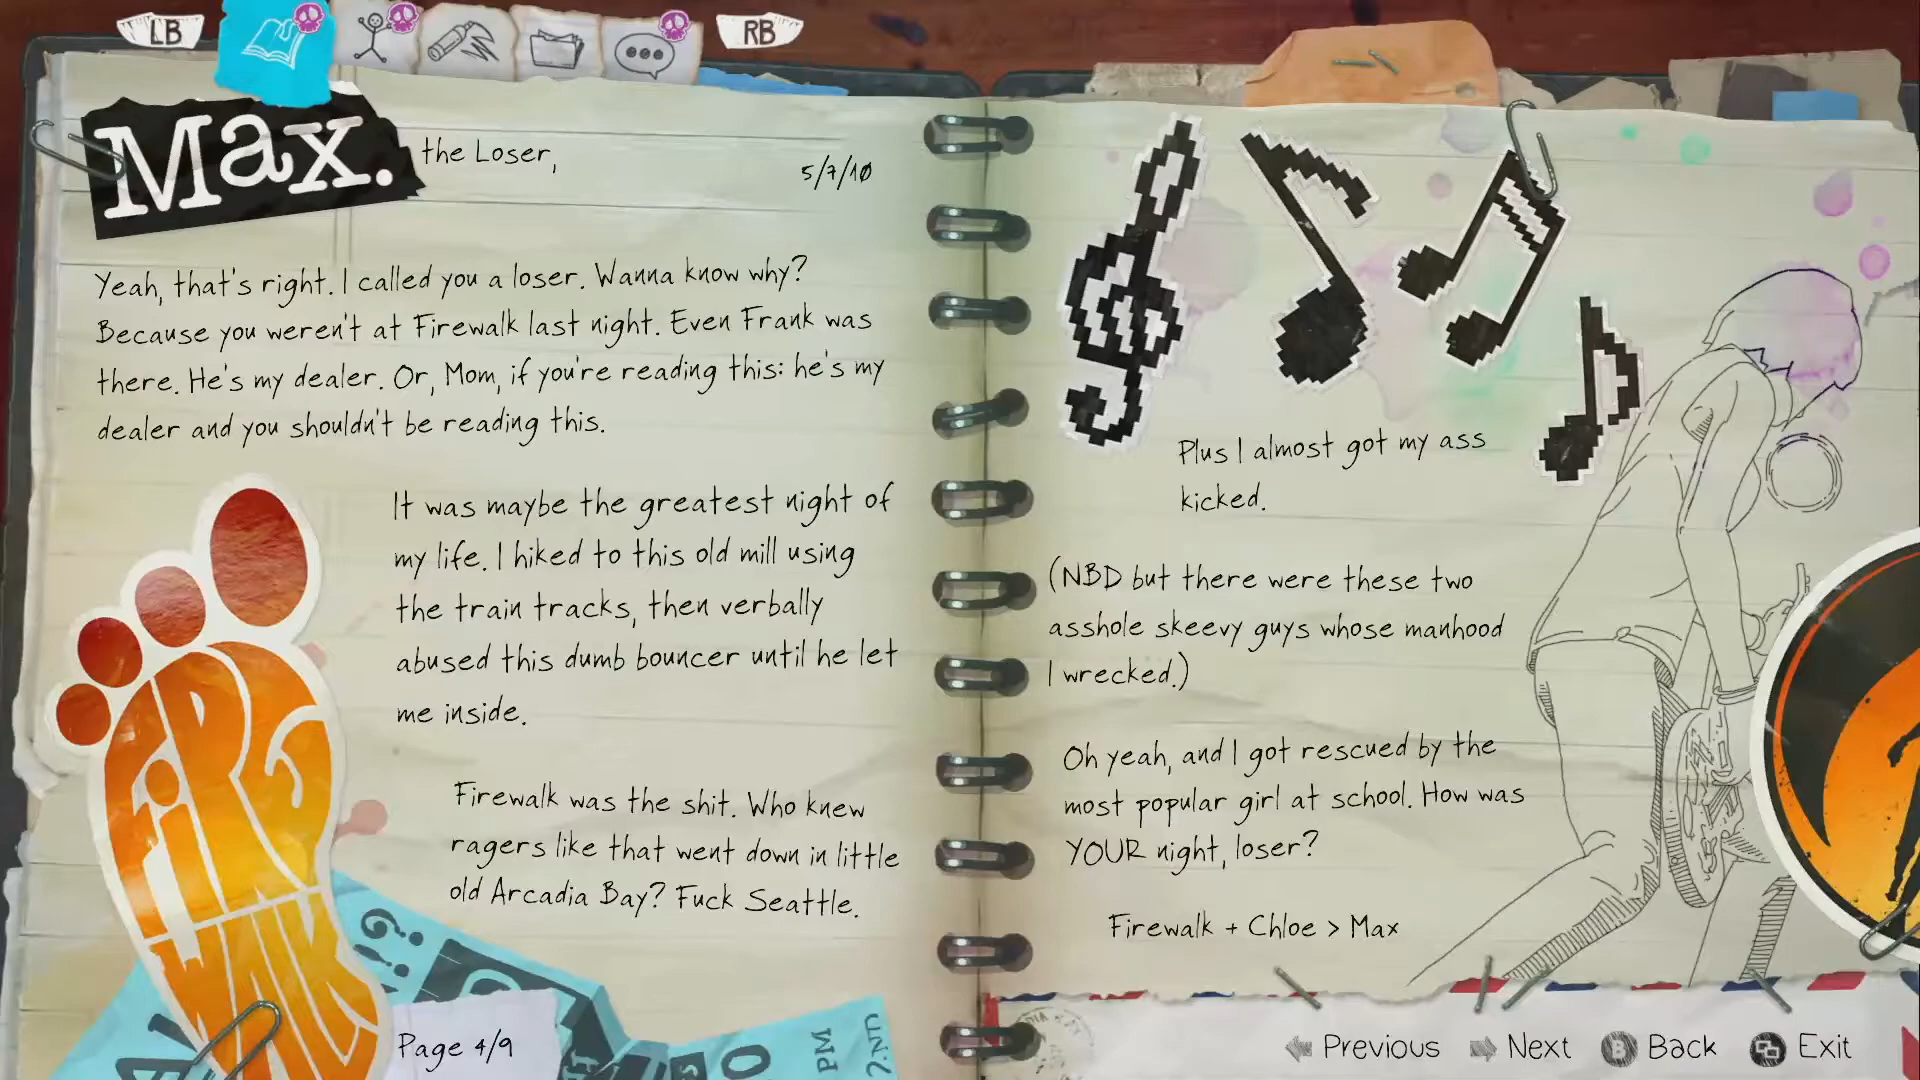 LB
RB
Max.
the Loser,
5/7/10
Yeah, that's right. I called you a loser. Wanna know why?
Because you weren't at Firewalk last night. Even Frank was
there. He's my dealer. Or, Mom, if you're reading this: he's my
dealer and you shouldn't be reading this.
It was maybe the greatest night of
my life. I hiked to this old mill using
the train tracks, then verbally
abused this dumb bouncer until he let
me inside.
Firewalk was the shit. Who knew
ragers like that went down in little
old Arcadia Bay? Fuck Seattle.
FIRE
WALK
PM
Page 4/9
Plus I almost got my ass
kicked.
(NBD but there were these two
asshole skeevy guys whose manhood
I wrecked.)
Oh yeah, and I got rescued by the
most popular girl at school. How was
YOUR night, loser?
Firewalk + Chloe > Max
Previous
Next
B Back
Exit